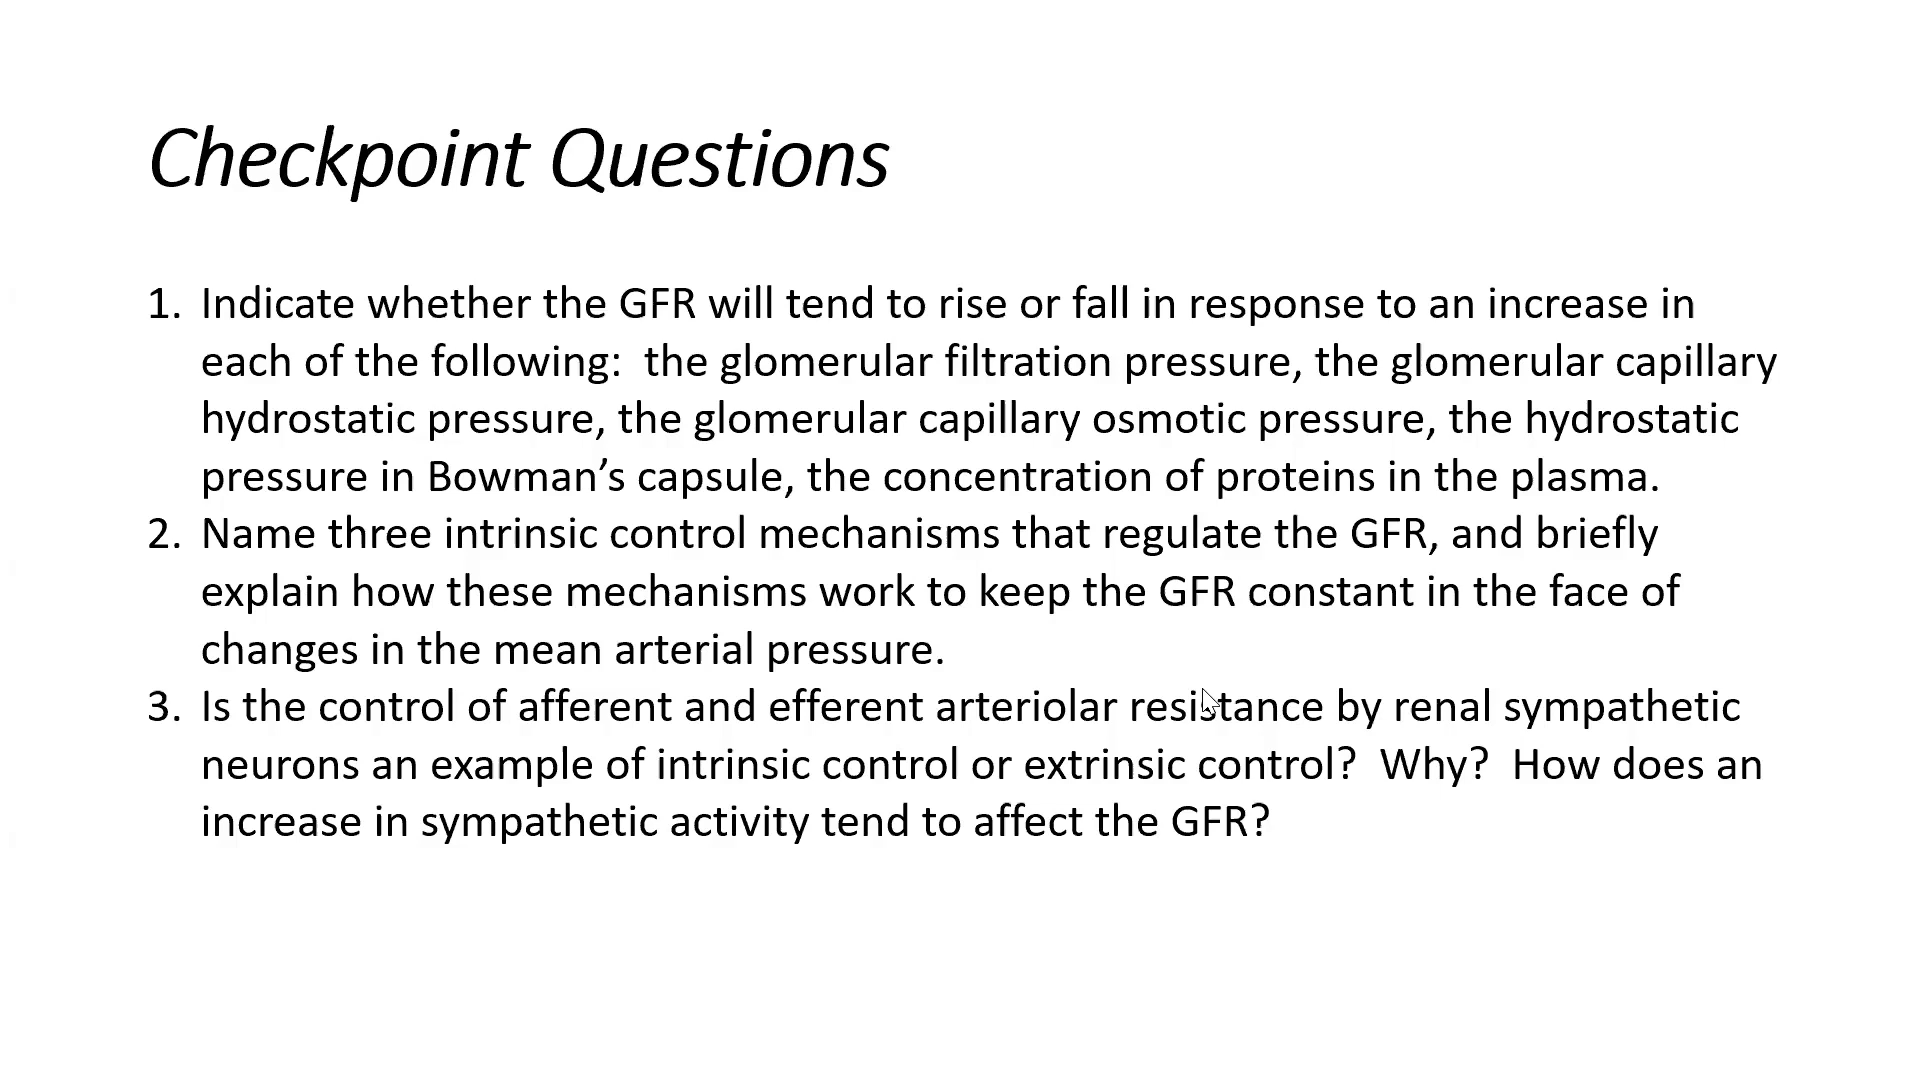 Checkpoint Questions
1. Indicate whether the GFR will tend to rise or fall in response to an increase in
each of the following:  the glomerular filtration pressure, the glomerular capillary
hydrostatic pressure, the glomerular capillary osmotic pressure, the hydrostatic
pressure in Bowman’s capsule, the concentration of proteins in the plasma.
2. Name three intrinsic control mechanisms that regulate the GFR, and briefly
explain how these mechanisms work to keep the GFR constant in the face of
changes in the mean arterial pressure.
3. Is the control of afferent and efferent arteriolar resistance by renal sympathetic
neurons an example of intrinsic control or extrinsic control?  Why?  How does an
increase in sympathetic activity tend to affect the GFR?